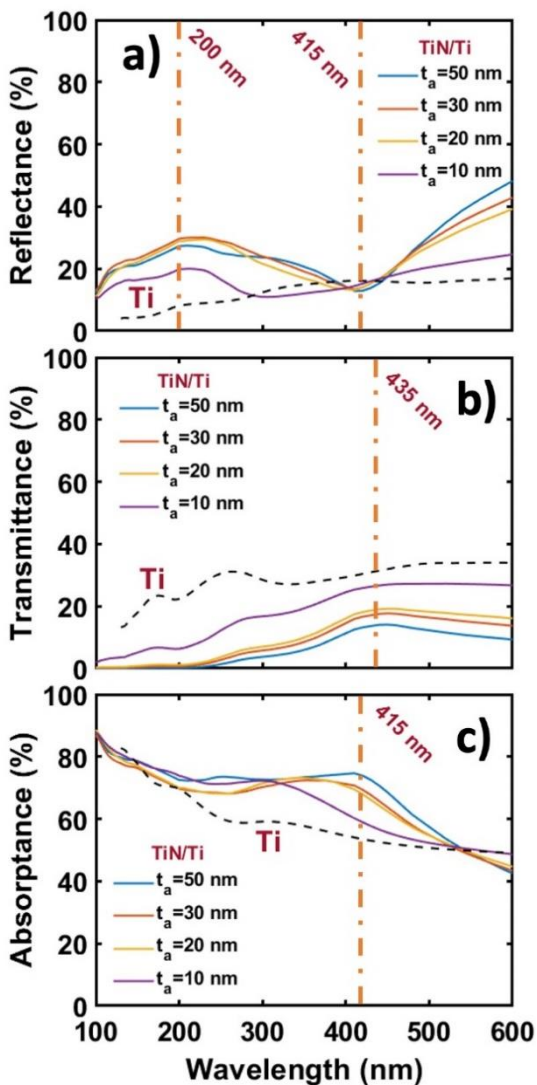 a)
200 nm
415 nm
TiN/Ti
t_a=50 nm
t_a=30 nm
t_a=20 nm
t_a=10 nm
Ti
Reflectance (%)
100
80
60
40
20
0
b)
435 nm
TiN/Ti
t_a=50 nm
t_a=30 nm
t_a=20 nm
t_a=10 nm
Ti
Transmittance (%)
100
80
60
40
20
0
c)
415 nm
Ti
TiN/Ti
t_a=50 nm
t_a=30 nm
t_a=20 nm
t_a=10 nm
Absorptance (%)
100
80
60
40
20
0
100 200 300 400 500 600
Wavelength (nm)